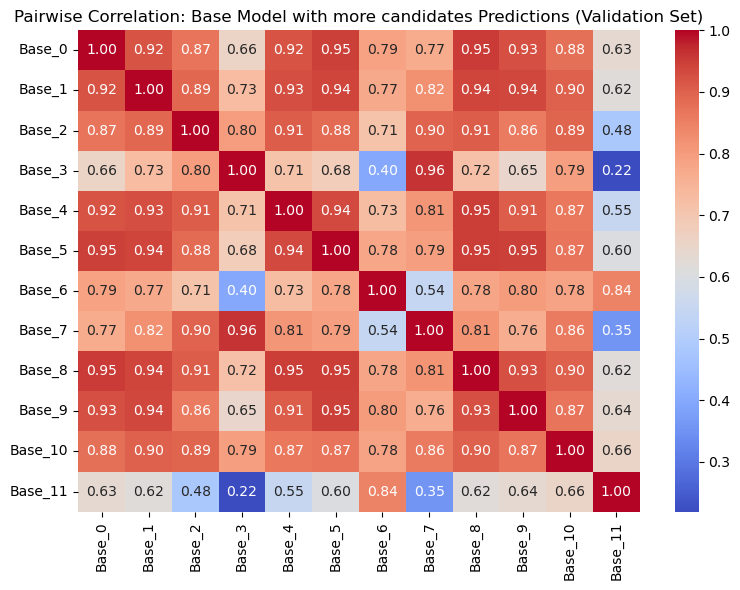 Pairwise Correlation: Base Model with more candidates Predictions (Validation Set)
Base_0 1.00 0.92 0.87 0.66 0.92 0.95 0.79 0.77 0.95 0.93 0.88 0.63
Base_1 0.92 1.00 0.89 0.73 0.93 0.94 0.77 0.82 0.94 0.94 0.90 0.62
Base_2 0.87 0.89 1.00 0.80 0.91 0.88 0.71 0.90 0.91 0.86 0.89 0.48
Base_3 0.66 0.73 0.80 1.00 0.71 0.68 0.40 0.96 0.72 0.65 0.79 0.22
Base_4 0.92 0.93 0.91 0.71 1.00 0.94 0.73 0.81 0.95 0.91 0.87 0.55
Base_5 0.95 0.94 0.88 0.68 0.94 1.00 0.78 0.79 0.95 0.95 0.87 0.60
Base_6 0.79 0.77 0.71 0.40 0.73 0.78 1.00 0.54 0.78 0.80 0.78 0.84
Base_7 0.77 0.82 0.90 0.96 0.81 0.79 0.54 1.00 0.81 0.76 0.86 0.35
Base_8 0.95 0.94 0.91 0.72 0.95 0.95 0.78 0.81 1.00 0.93 0.90 0.62
Base_9 0.93 0.94 0.86 0.65 0.91 0.95 0.80 0.76 0.93 1.00 0.87 0.64
Base_10 0.88 0.90 0.89 0.79 0.87 0.87 0.78 0.86 0.90 0.87 1.00 0.66
Base_11 0.63 0.62 0.48 0.22 0.55 0.60 0.84 0.35 0.62 0.64 0.66 1.00
Base_0 Base_1 Base_2 Base_3 Base_4 Base_5 Base_6 Base_7 Base_8 Base_9 Base_10 Base_11
1.0
0.9
0.8
0.7
0.6
0.5
0.4
0.3